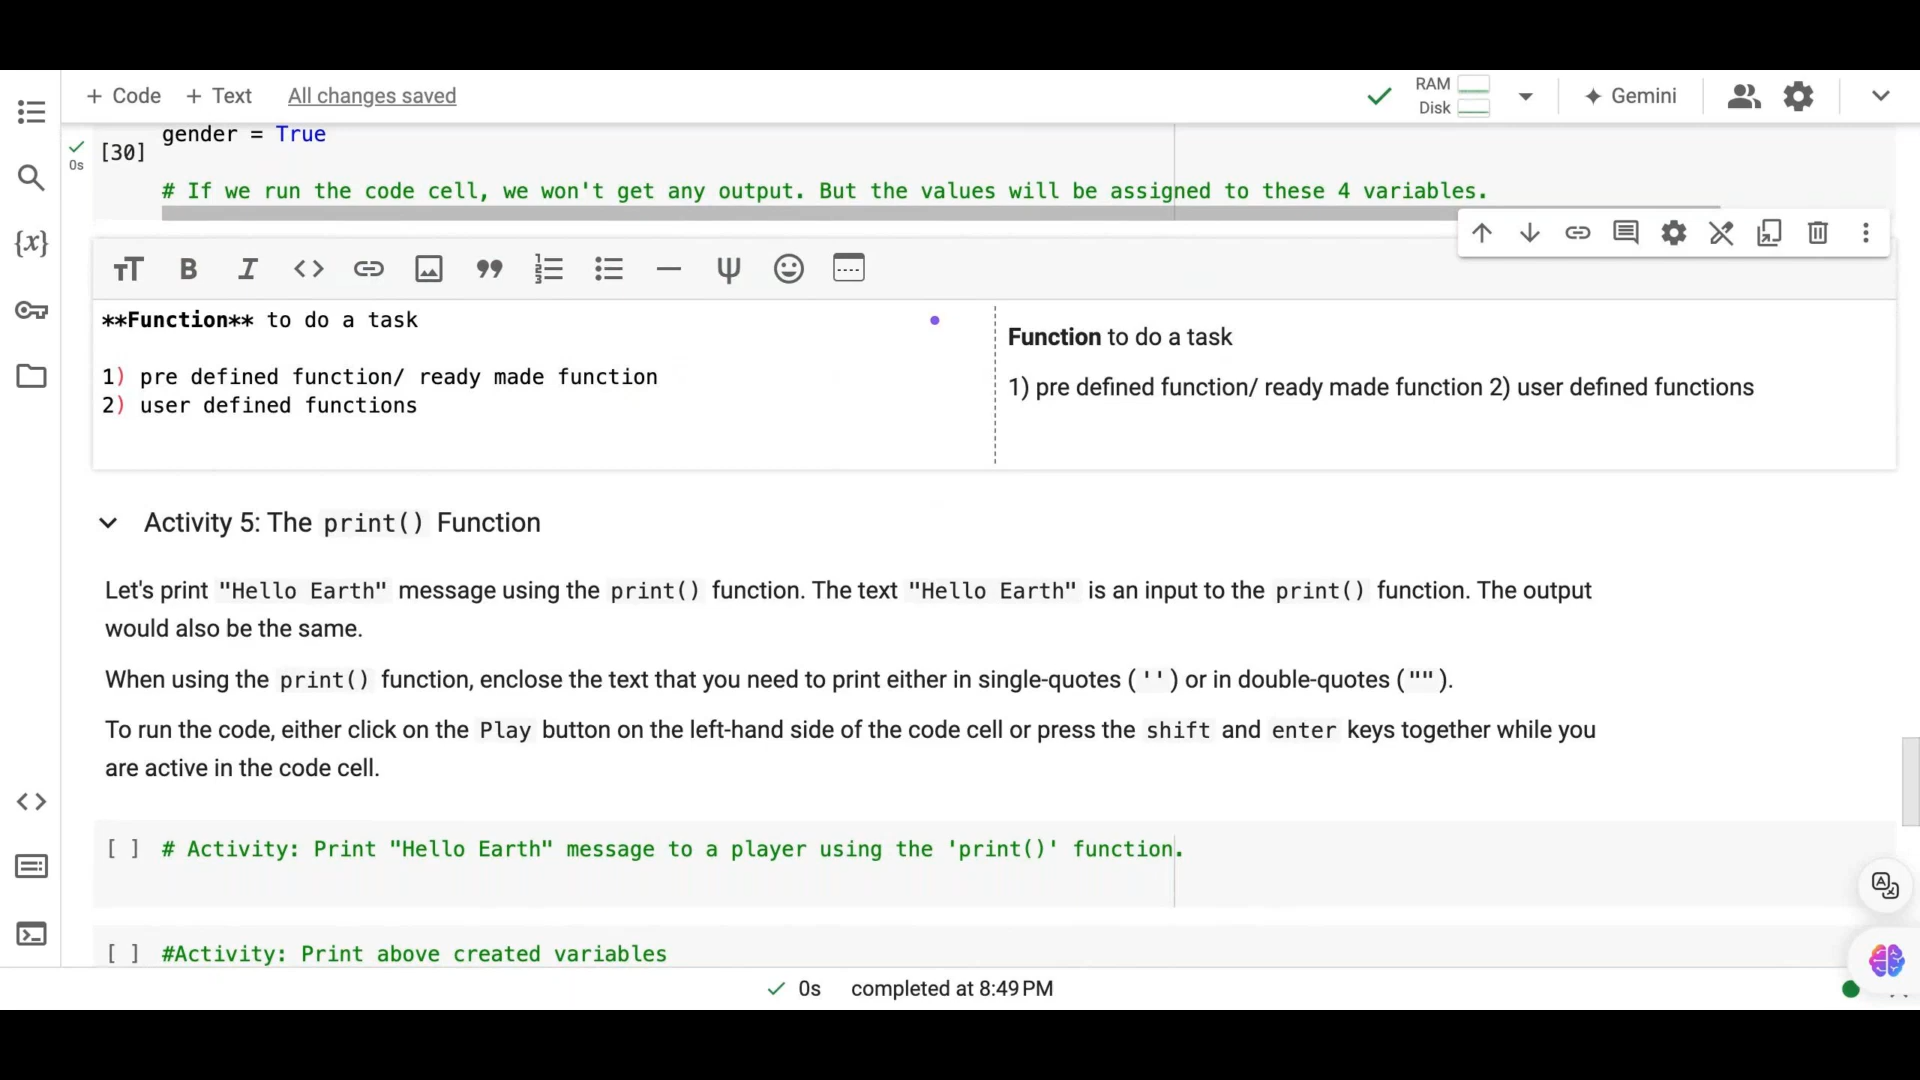 + Code + Text All changes saved
RAM
Disk
Gemini
gender = True
0s
[30]
# If we run the code cell, we won't get any output. But the values will be assigned to these 4 variables.
**Function** to do a task
1) pre defined function/ ready made function
2) user defined functions
Function to do a task
1) pre defined function/ ready made function 2) user defined functions
Activity 5: The print() Function
Let's print "Hello Earth" message using the print() function. The text "Hello Earth" is an input to the print() function. The output
would also be the same.
When using the print() function, enclose the text that you need to print either in single-quotes ('') or in double-quotes ("").
To run the code, either click on the Play button on the left-hand side of the code cell or press the shift and enter keys together while you
are active in the code cell.
[ ] # Activity: Print "Hello Earth" message to a player using the 'print()' function.
[ ] #Activity: Print above created variables
0s completed at 8:49 PM